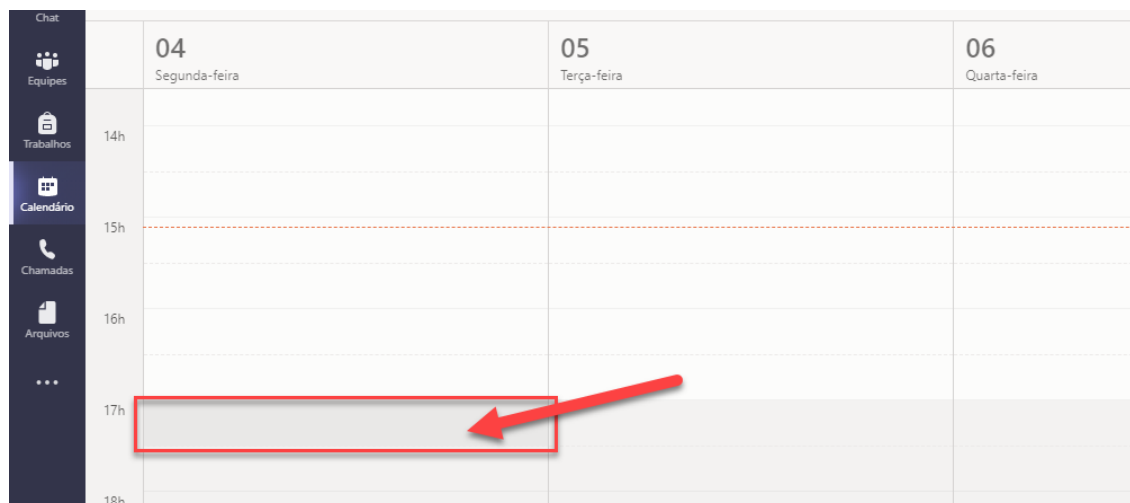 Chat
Equipes
Trabalhos
Calendário
Chamadas
Arquivos
04
Segunda-feira
05
Terça-feira
06
Quarta-feira
14h
15h
16h
17h
18h